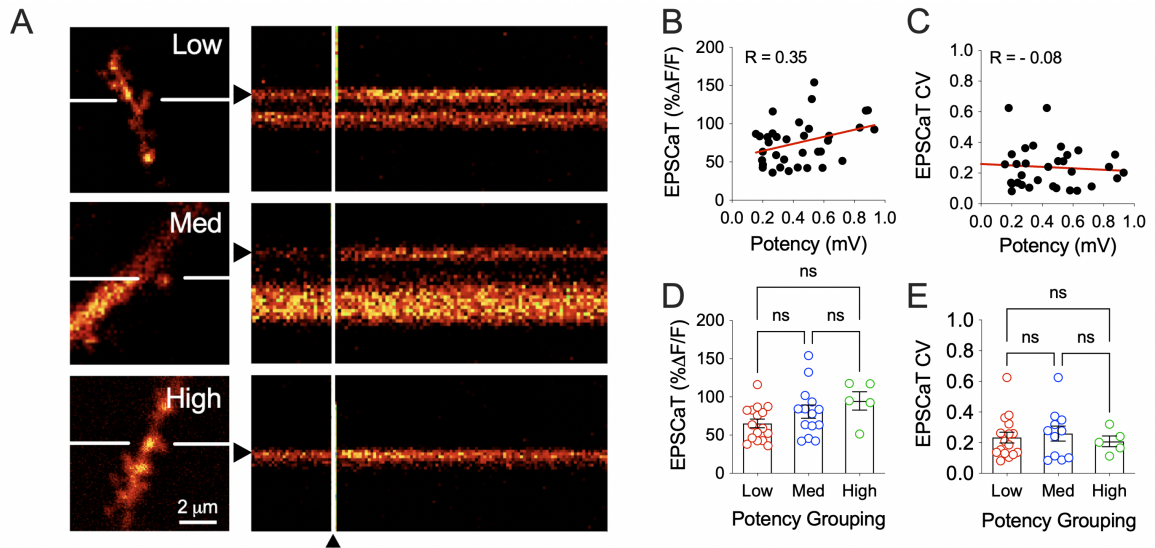 A
Low
Med
High
2 μm
B
EPSCaT (%ΔF/F)
200
150
100
50
0
R = 0.35
0.0 0.2 0.4 0.6 0.8 1.0
Potency (mV)
C
EPSCaT CV
1.0
0.8
0.6
0.4
0.2
0.0
R = - 0.08
0.0 0.2 0.4 0.6 0.8 1.0
Potency (mV)
D
EPSCaT (%ΔF/F)
ns
ns ns
200
150
100
50
0
Low Med High
Potency Grouping
E
EPSCaT CV
ns
ns ns
1.0
0.8
0.6
0.4
0.2
0.0
Low Med High
Potency Grouping